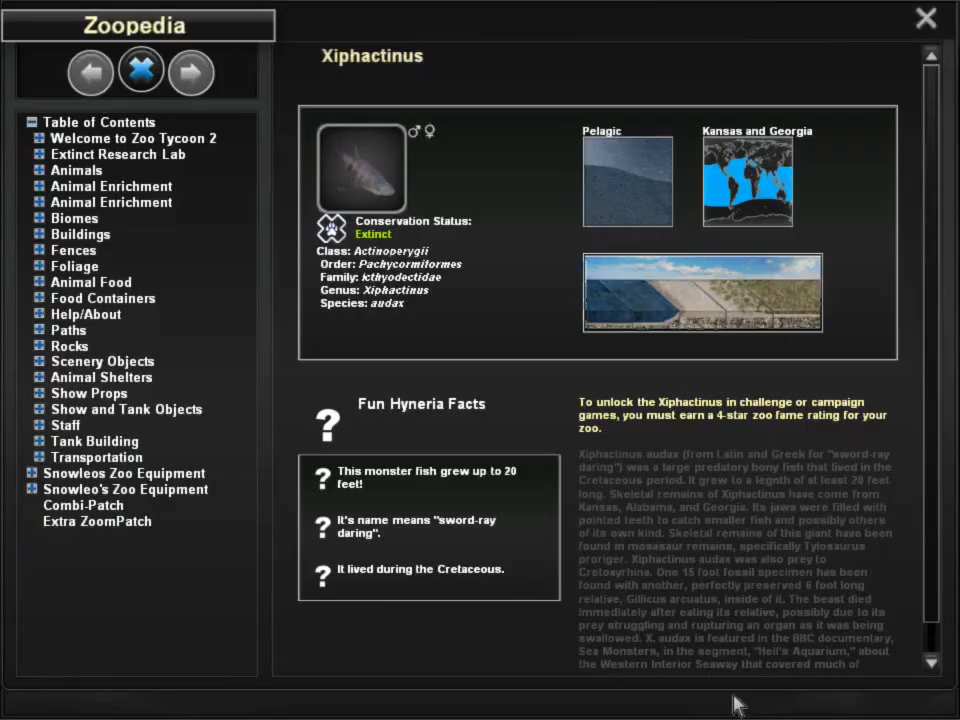 Zoopedia
Table of Contents
Welcome to Zoo Tycoon 2
Extinct Research Lab
Animals
Animal Enrichment
Animal Enrichment
Biomes
Buildings
Fences
Foliage
Animal Food
Food Containers
Help/About
Paths
Rocks
Scenery Objects
Animal Shelters
Show Props
Show and Tank Objects
Staff
Tank Building
Transportation
Snowleos Zoo Equipment
Snowleo's Zoo Equipment
Combi-Patch
Extra ZoomPatch
Xiphactinus
Conservation Status:
Extinct
Class: Actinoperygii
Order: Pachycormiformes
Family: icthyodectidae
Genus: Xiphactinus
Species: audax
Pelagic
Kansas and Georgia
Fun Hyneria Facts
This monster fish grew up to 20
feet!
It's name means "sword-ray
daring".
It lived during the Cretaceous.
To unlock the Xiphactinus in challenge or campaign
games, you must earn a 4-star zoo fame rating for your
zoo.
Xiphactinus audax (from Latin and Greek for "sword-ray
daring") was a large predatory bony fish that lived in the
Cretaceous period. It grew to a legnth of at least 20 feet
long. Skeletal remains of Xiphactinus have come from
Kansas, Alabama, and Georgia. Its jaws were filled with
pointed teeth to catch smaller fish and possibly others
of its own kind. Skeletal remains of this giant have been
found in mosasaur remains, specifically Tylosaurus
proriger. Xiphactinus audax was also prey to
Cretoxyrhina. One 15 foot fossil specimen has been
found with another, perfectly preserved 6 foot long
relative, Gillicus arcuatus, inside of it. The beast died
immediately after eating its relative, possibly due to its
prey struggling and rupturing an organ as it was being
swallowed. X. audax is featured in the BBC documentary,
Sea Monsters, in the segment, "Hell's Aquarium," about
the Western Interior Seaway that covered much of